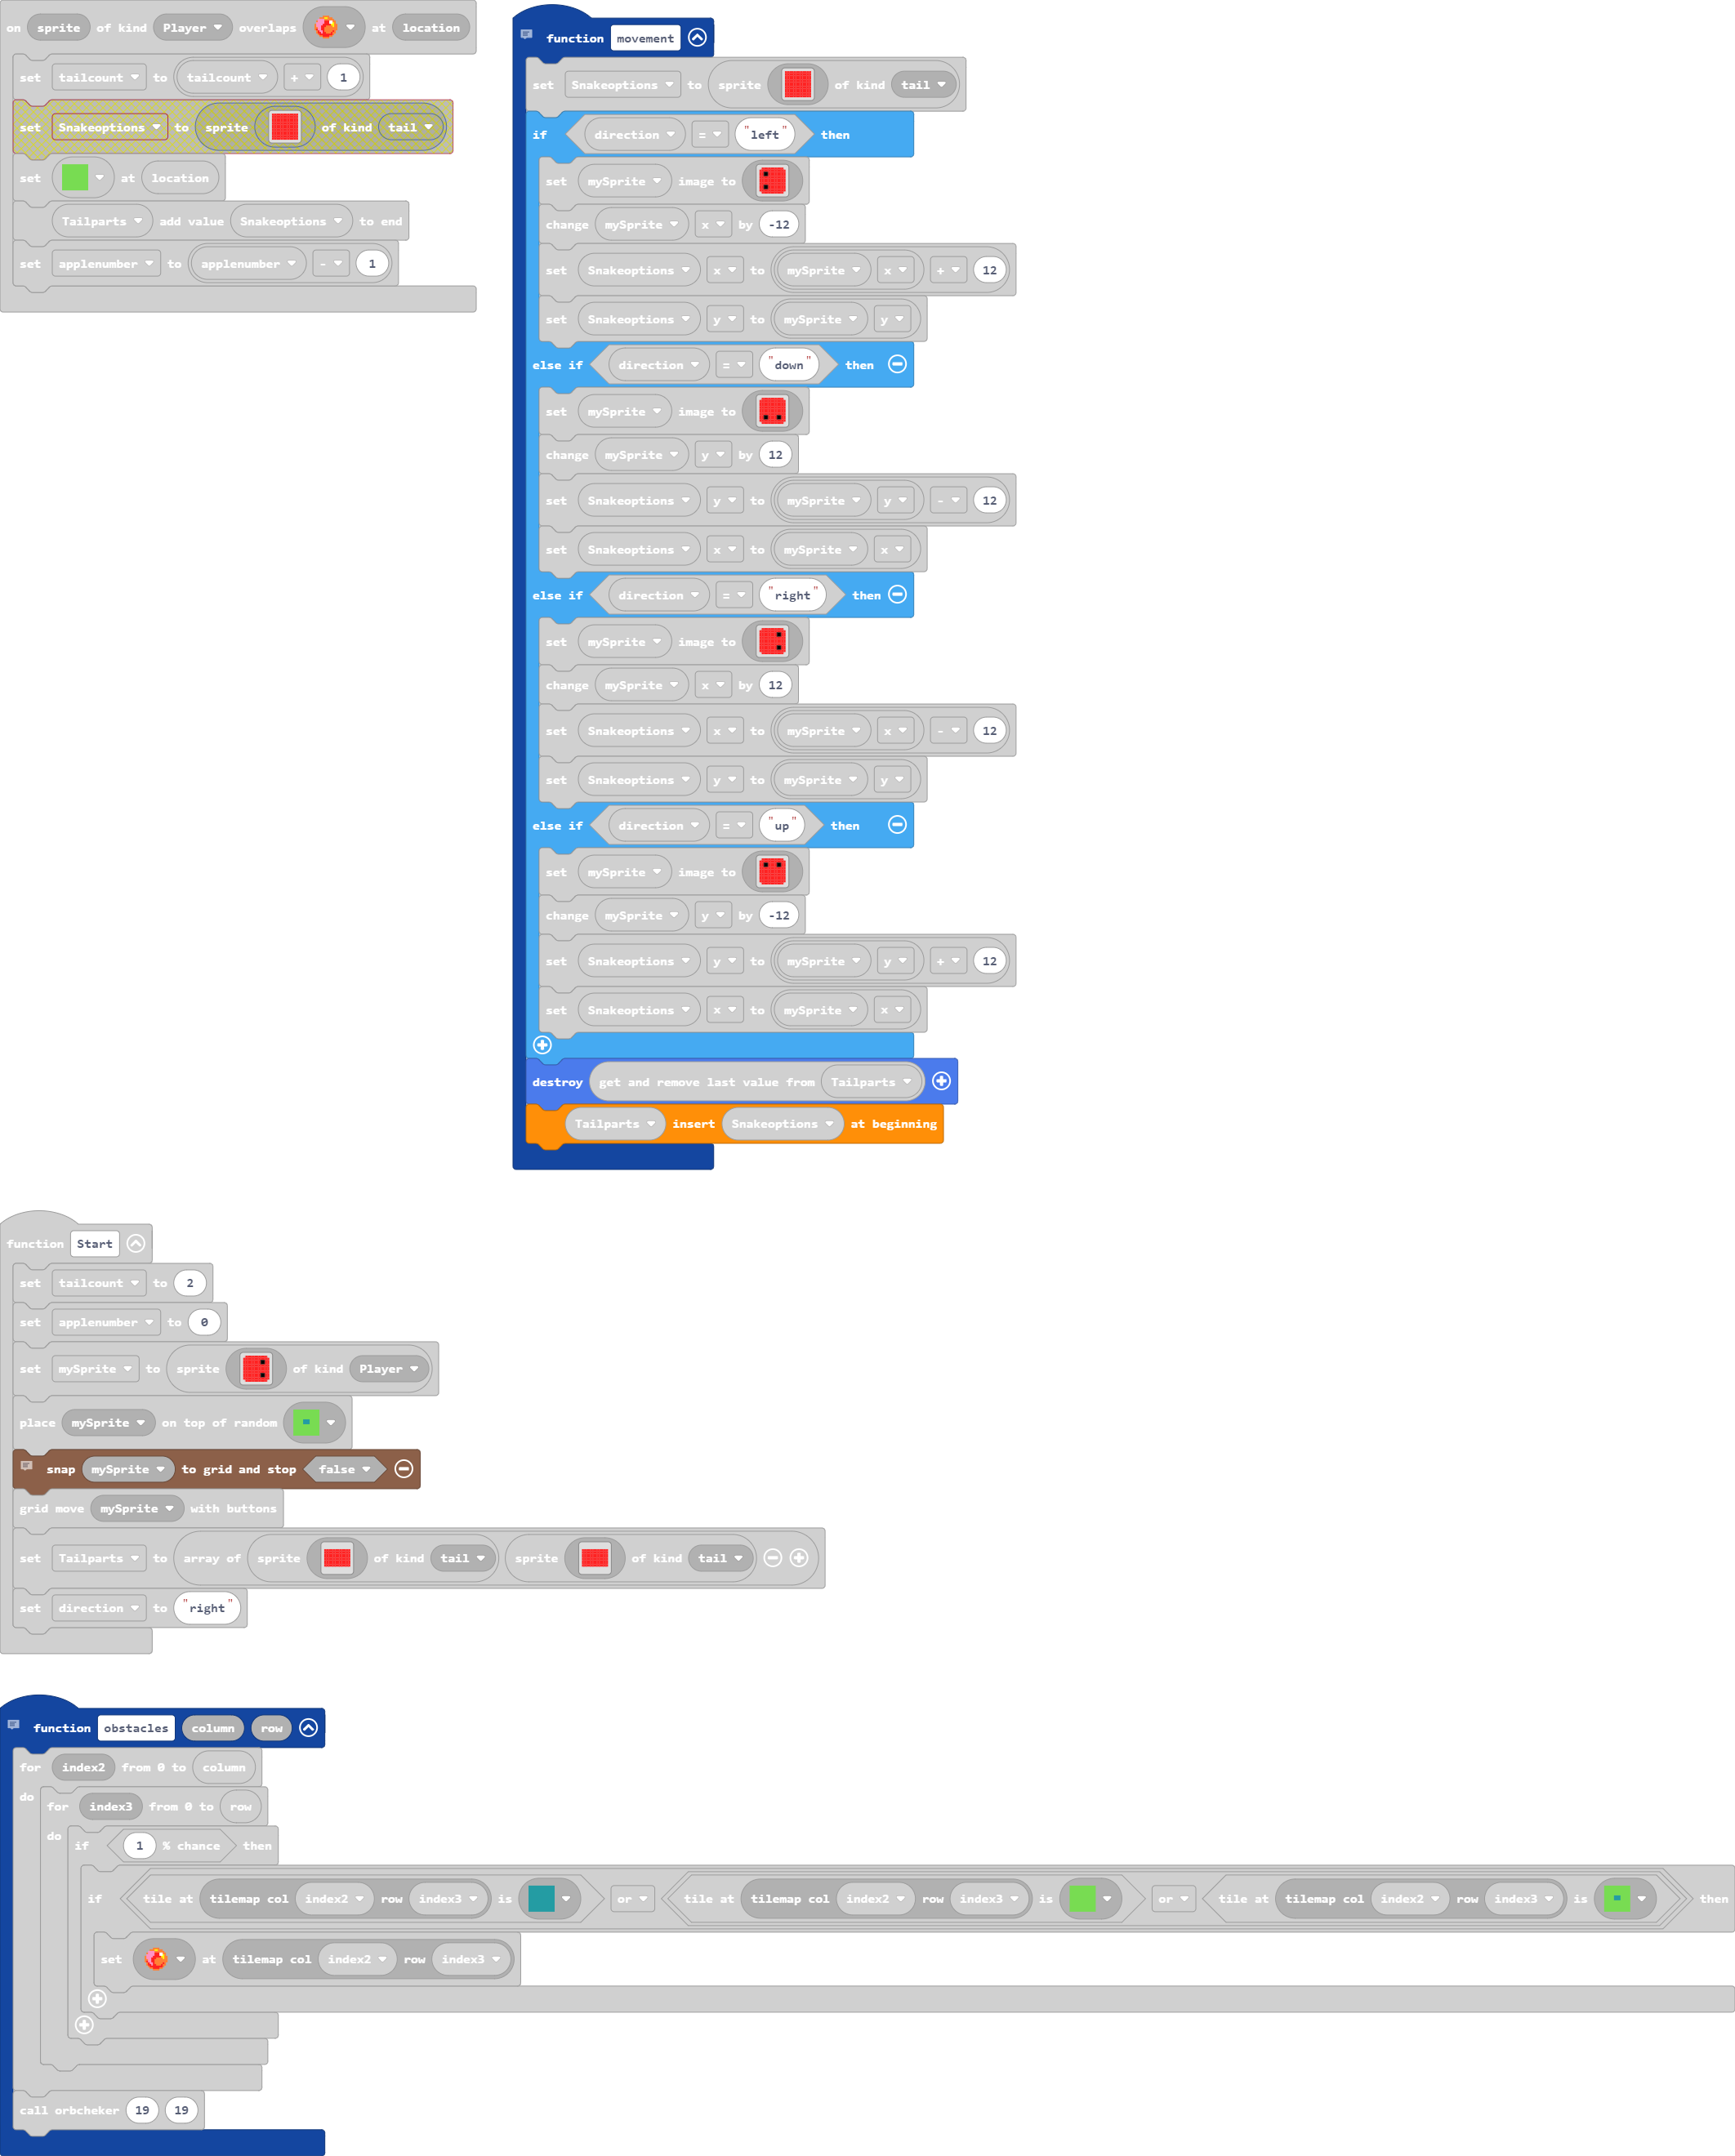 on sprite of kind Player overlaps at location
set tailcount to tailcount + 1
set Snakeoptions to sprite of kind tail
set at location
Tailparts add value Snakeoptions to end
set applenumber to applenumber - 1
function movement
set Snakeoptions to sprite of kind tail
if direction = "left" then
set mySprite image to
change mySprite x by -12
set Snakeoptions x to mySprite x + 12
set Snakeoptions y to mySprite y
else if direction = "down" then
set mySprite image to
change mySprite y by 12
set Snakeoptions y to mySprite y - 12
set Snakeoptions x to mySprite x
else if direction = "right" then
set mySprite image to
change mySprite x by 12
set Snakeoptions x to mySprite x - 12
set Snakeoptions y to mySprite y
else if direction = "up" then
set mySprite image to
change mySprite y by -12
set Snakeoptions y to mySprite y + 12
set Snakeoptions x to mySprite x
destroy get and remove last value from Tailparts
Tailparts insert Snakeoptions at beginning
function Start
set tailcount to 2
set applenumber to 0
set mySprite to sprite of kind Player
place mySprite on top of random
snap mySprite to grid and stop false
grid move mySprite with buttons
set Tailparts to array of sprite of kind tail sprite of kind tail
set direction to "right"
function obstacles column row
for index2 from 0 to column
do
for index3 from 0 to row
do
if 1 % chance then
if tile at tilemap col index2 row index3 is or tile at tilemap col index2 row index3 is or tile at tilemap col index2 row index3 is then
set at tilemap col index2 row index3
call orbcheker 19 19